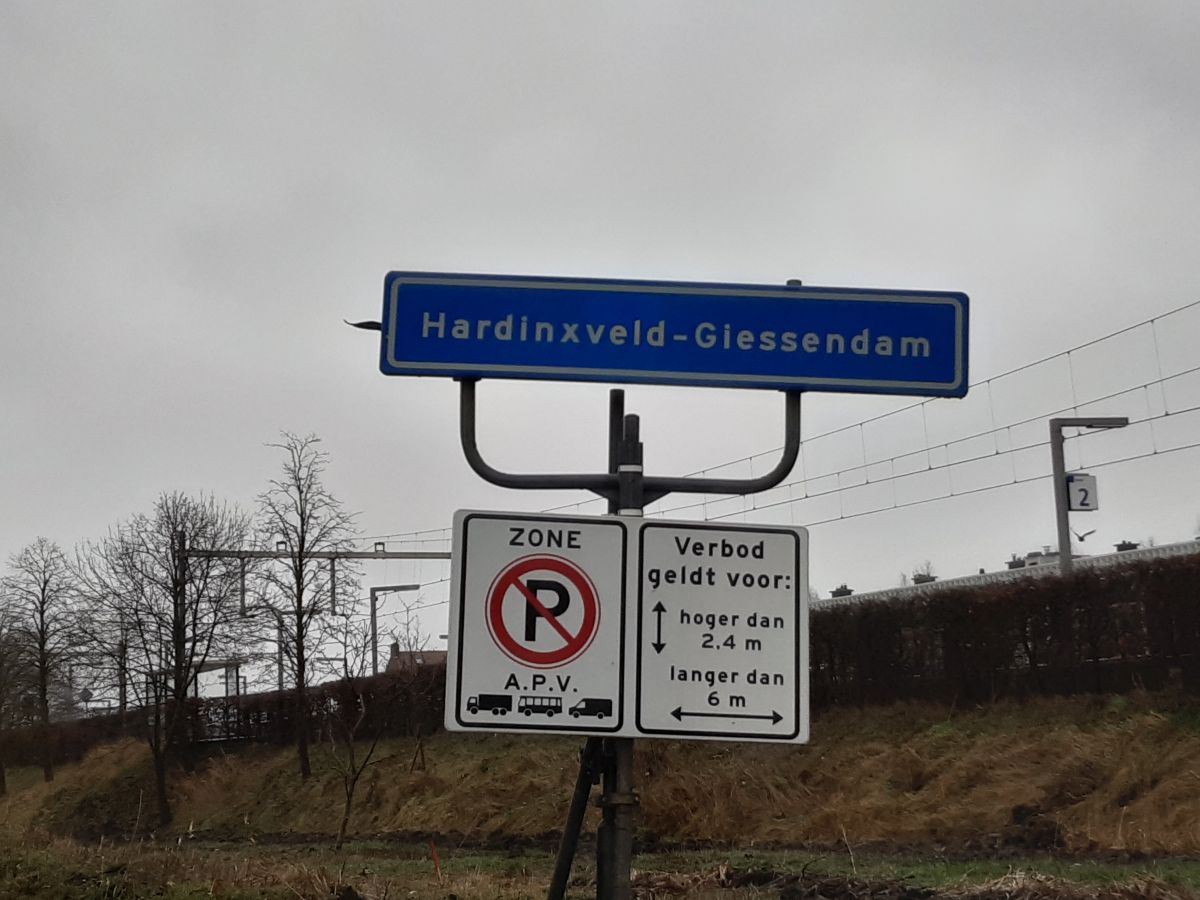 Hardinxveld-Giessendam
2
ZONE
P
A.P.V.
Verbod
geldt voor:
hoger dan
2,4 m
langer dan
6 m